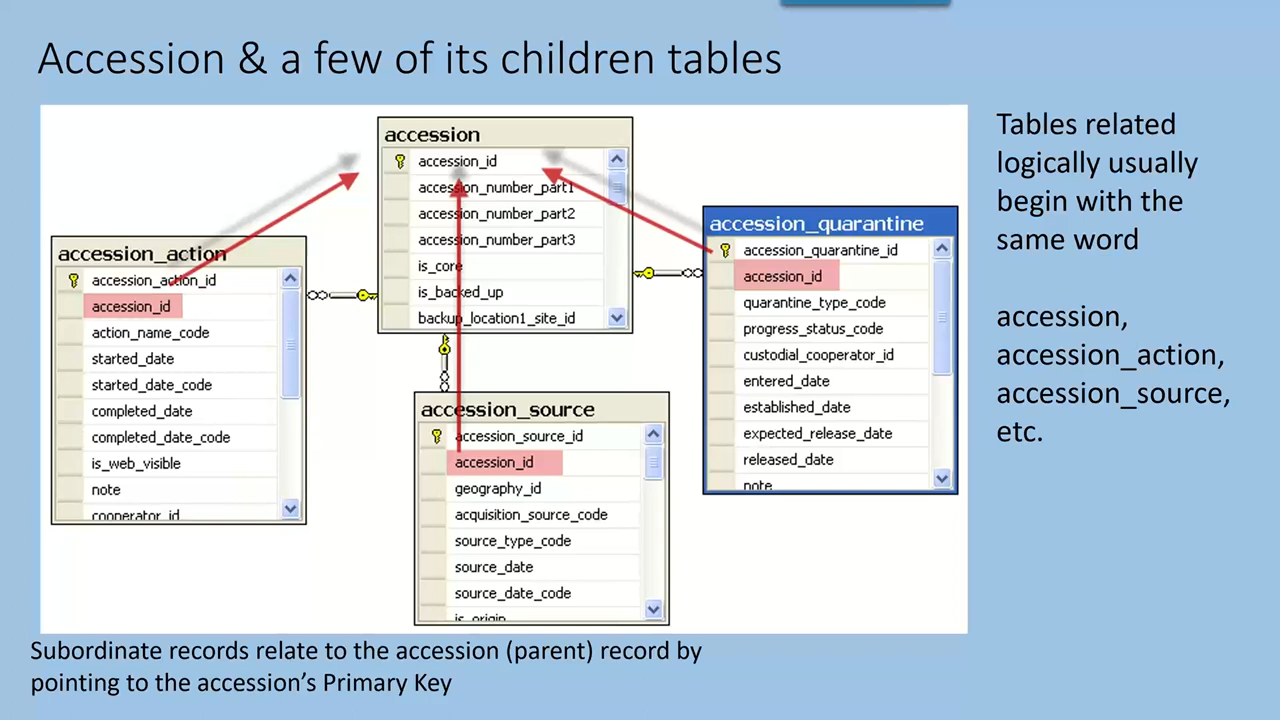 Accession & a few of its children tables
accession
accession_id
accession_number_part1
accession_number_part2
accession_number_part3
is_core
is_backed_up
backup_location1_site_id
accession_action
accession_action_id
accession_id
action_name_code
started_date
started_date_code
completed_date
completed_date_code
is_web_visible
note
cooperator_id
accession_source
accession_source_id
accession_id
geography_id
acquisition_source_code
source_type_code
source_date
source_date_code
is_origin
accession_quarantine
accession_quarantine_id
accession_id
quarantine_type_code
progress_status_code
custodial_cooperator_id
entered_date
established_date
expected_release_date
released_date
note
Tables related
logically usually
begin with the
same word
accession,
accession_action,
accession_source,
etc.
Subordinate records relate to the accession (parent) record by
pointing to the accession’s Primary Key